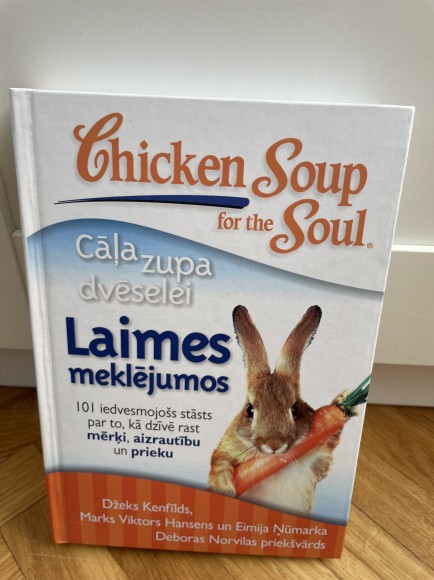 Chicken Soup
for the Soul®
Cāļa zupa
dvēselei
Laimes
meklējumos
101 iedvesmojošs stāsts
par to, kā dzīvē rast
mērķi, aizrautību
un prieku
Džeks Kenfīlds,
Marks Viktors Hansens un Eimija Ņūmarka
Deboras Norvilas priekšvārds